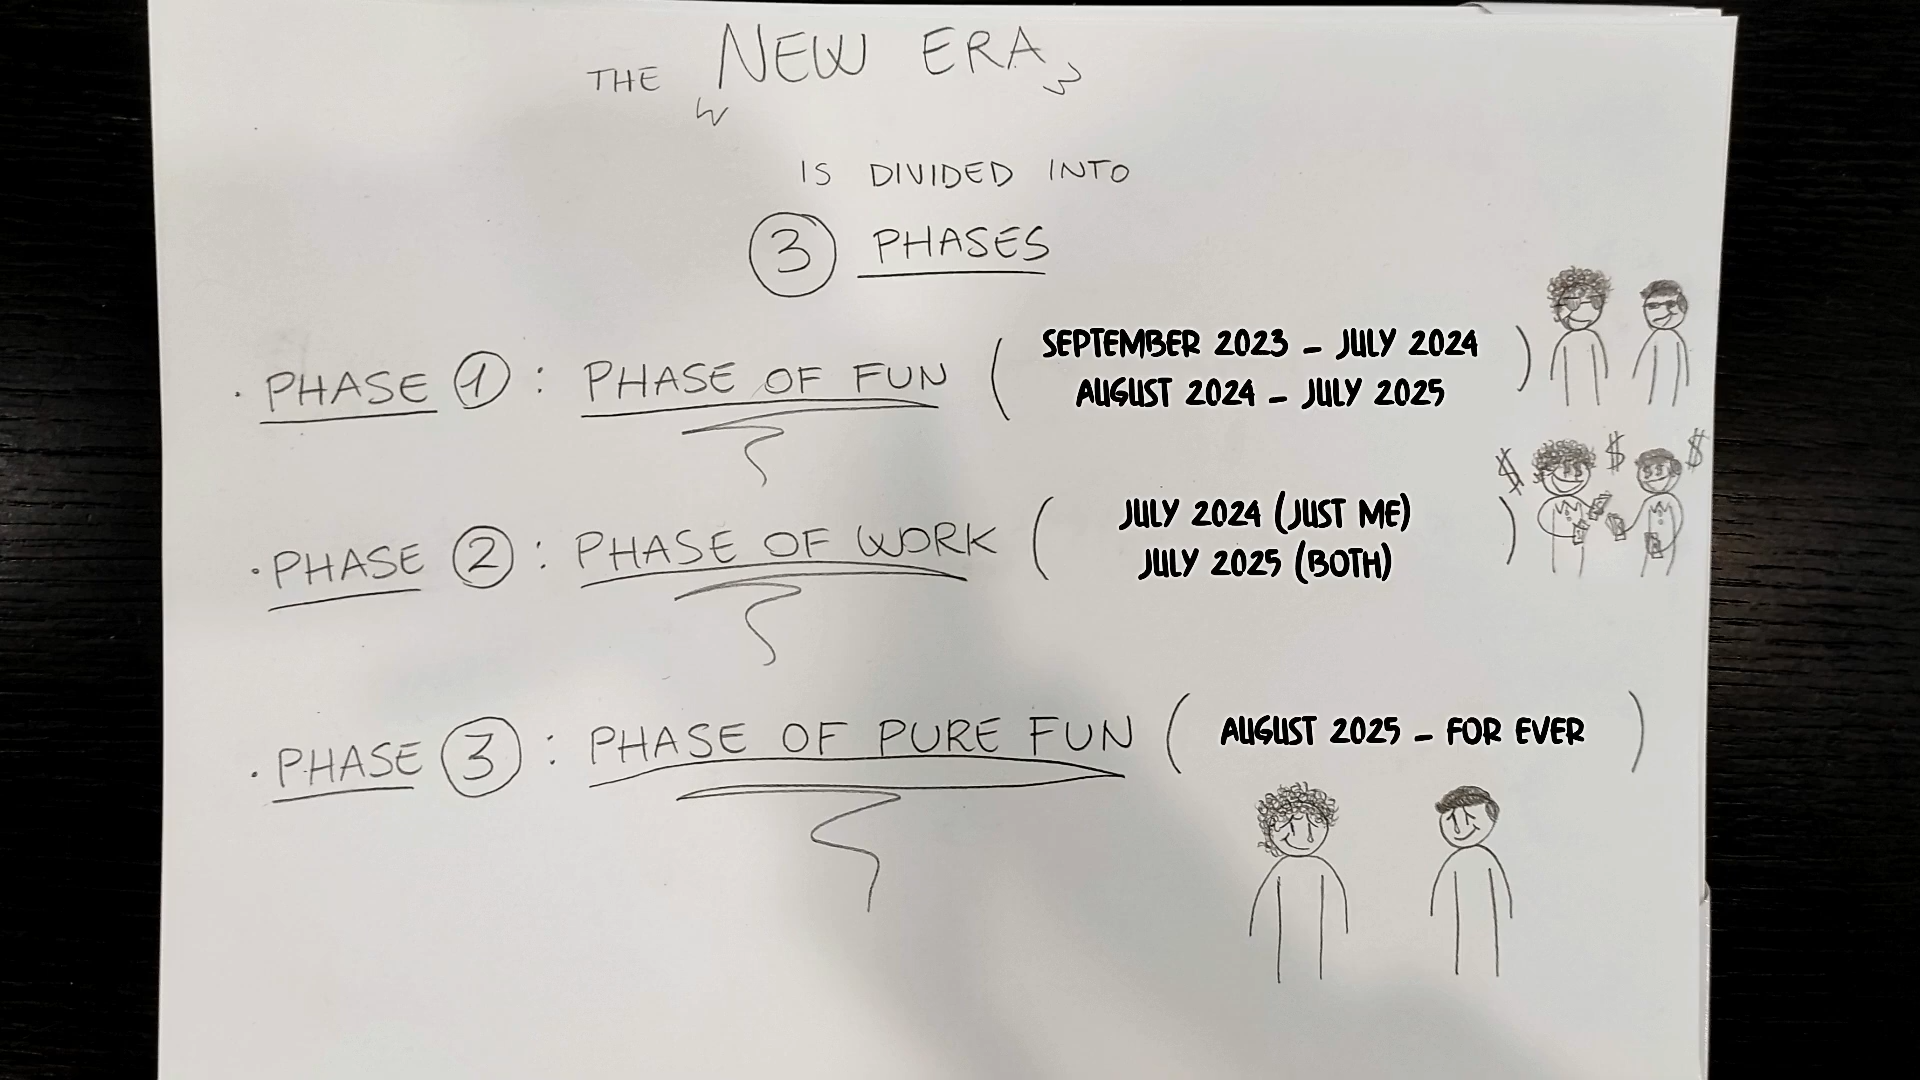 THE NEW ERA
IS DIVIDED INTO
3 PHASES
· PHASE 1 : PHASE OF FUN ( SEPTEMBER 2023 – JULY 2024
AUGUST 2024 – JULY 2025 )
$ $ $
· PHASE 2 : PHASE OF WORK ( JULY 2024 (JUST ME)
JULY 2025 (BOTH) )
· PHASE 3 : PHASE OF PURE FUN ( AUGUST 2025 – FOR EVER )